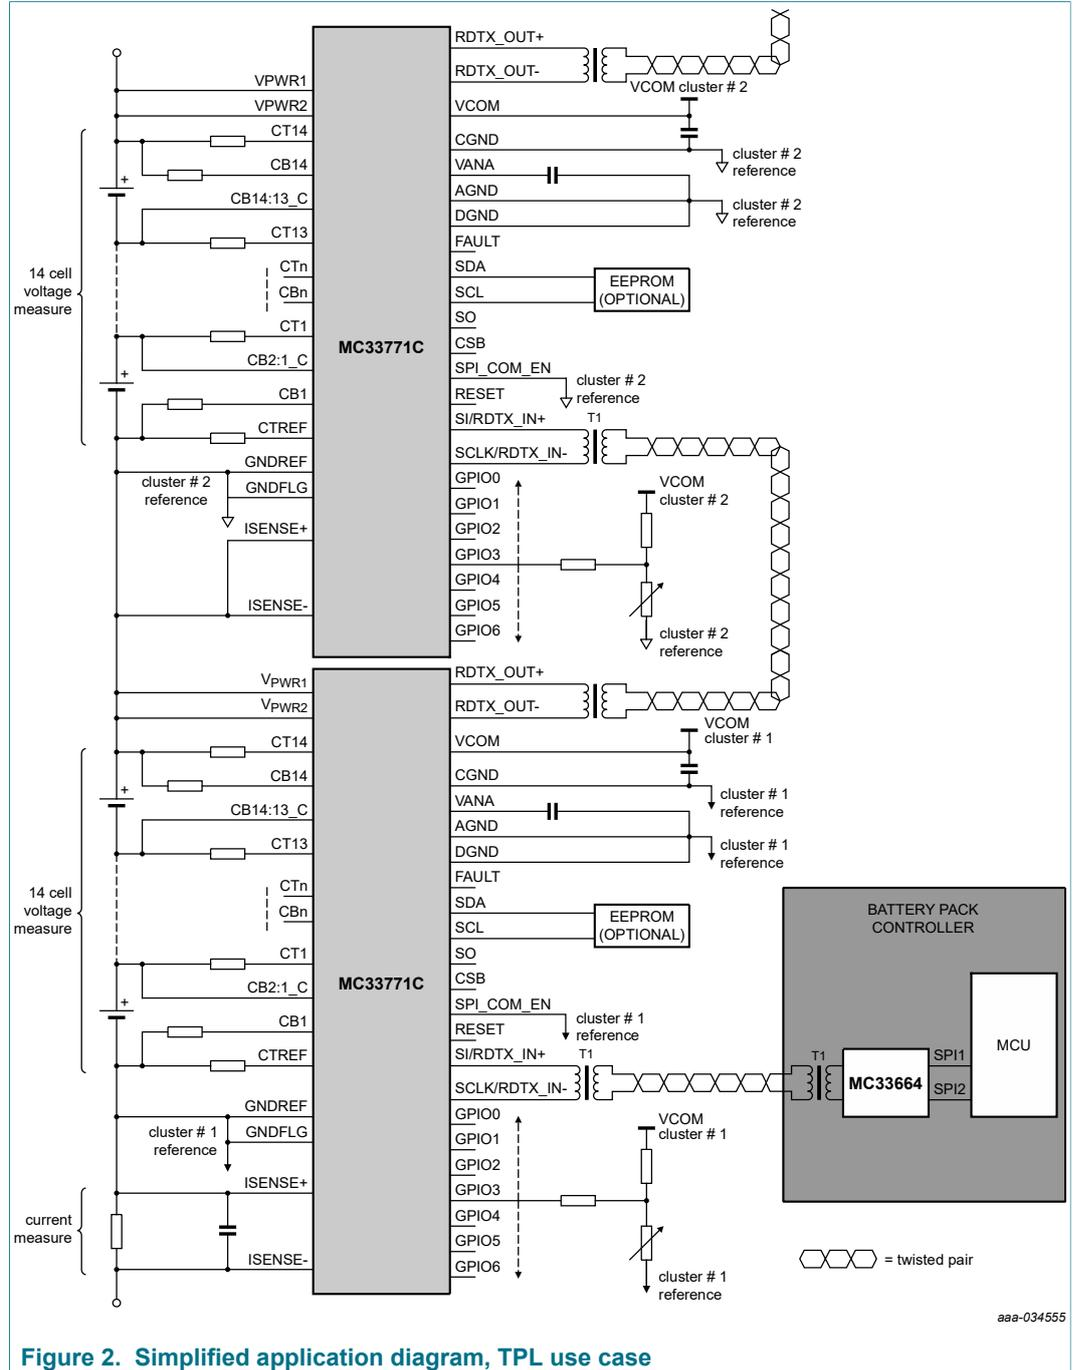 RDTX_OUT+
RDTX_OUT-
VCOM cluster # 2
VPWR1
VPWR2
VCOM
CT14
CGND
cluster # 2
reference
CB14
VANA
+
CB14:13_C
AGND
cluster # 2
reference
DGND
CT13
FAULT
14 cell
voltage
measure
CTn
SDA
EEPROM
(OPTIONAL)
CBn
SCL
SO
CT1
MC33771C
CSB
CB2:1_C
SPI_COM_EN
cluster # 2
reference
+
CB1
RESET
CTREF
SI/RDTX_IN+
T1
SCLK/RDTX_IN-
GNDREF
cluster # 2
reference
GNDFLG
GPIO0
VCOM
cluster # 2
GPIO1
ISENSE+
GPIO2
GPIO3
GPIO4
ISENSE-
GPIO5
GPIO6
cluster # 2
reference
RDTX_OUT+
VPWR1
VPWR2
RDTX_OUT-
VCOM
cluster # 1
CT14
VCOM
CB14
CGND
cluster # 1
reference
+
CB14:13_C
VANA
AGND
cluster # 1
reference
CT13
DGND
FAULT
14 cell
voltage
measure
CTn
SDA
EEPROM
(OPTIONAL)
CBn
SCL
BATTERY PACK
CONTROLLER
CT1
SO
CB2:1_C
MC33771C
CSB
+
SPI_COM_EN
cluster # 1
reference
CB1
RESET
CTREF
SI/RDTX_IN+
T1
SCLK/RDTX_IN-
T1
MC33664
SPI1
SPI2
MCU
GNDREF
cluster # 1
reference
GNDFLG
GPIO0
VCOM
cluster # 1
GPIO1
GPIO2
ISENSE+
GPIO3
current
measure
GPIO4
GPIO5
ISENSE-
GPIO6
cluster # 1
reference
= twisted pair
aaa-034555
Figure 2. Simplified application diagram, TPL use case